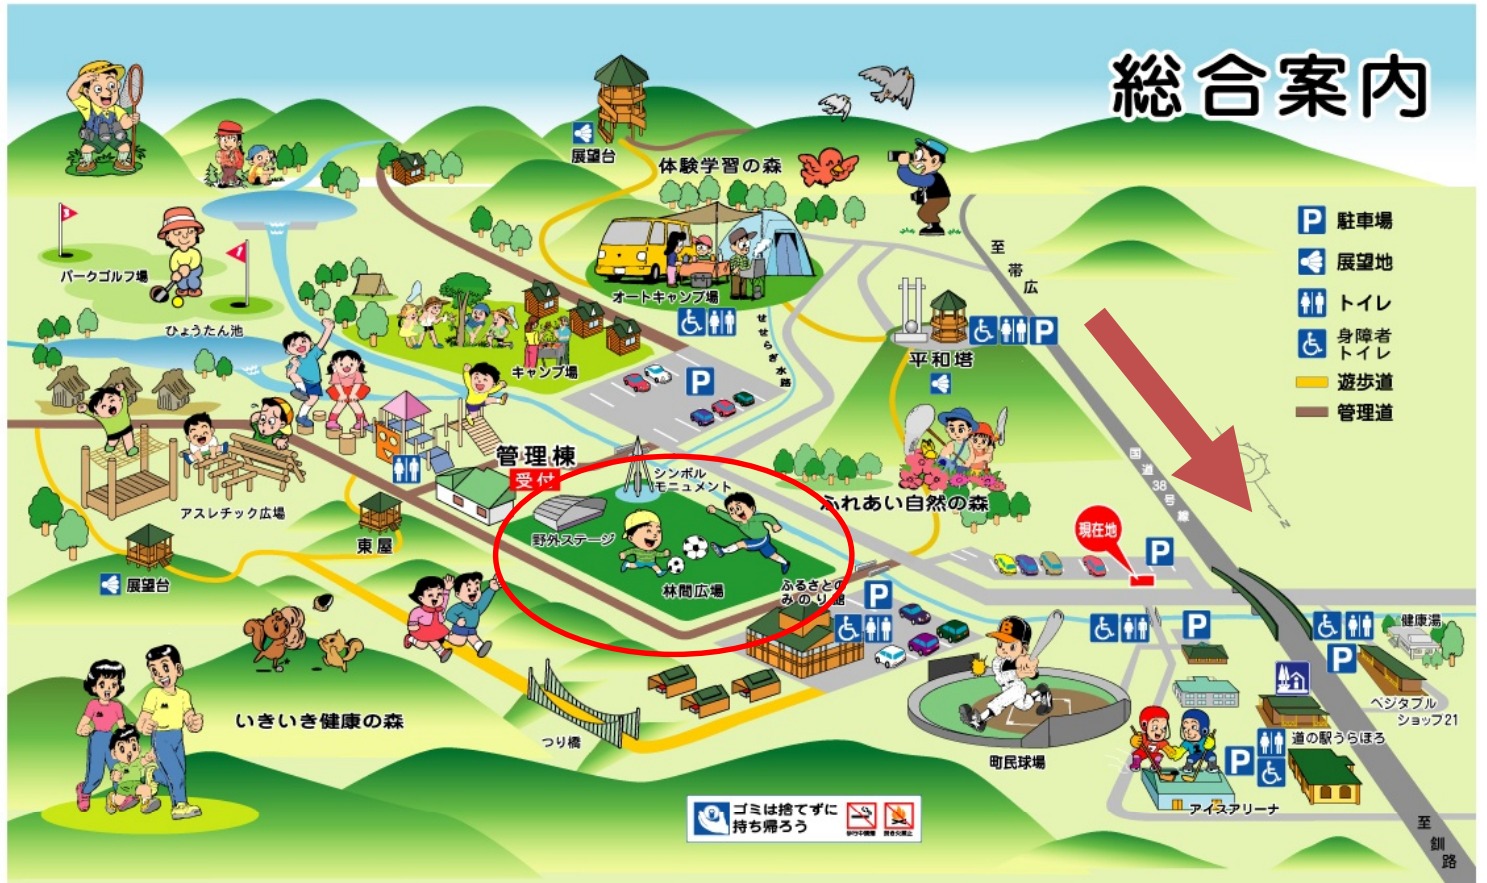 総合案内
展望台
体験学習の森
至
帯
広
P 駐車場
展望地
トイレ
身障者
トイレ
遊歩道
管理道
3
1
パークゴルフ場
ひょうたん池
オートキャンプ場
せせらぎ水路
キャンプ場
P
平和塔
P
国道38号線
N
管理棟
受付
シンボル
モニュメント
ふれあい自然の森
アスレチック広場
東屋
野外ステージ
現在地
P
展望台
林間広場
ふるさとの
みのり館
P
B
P
健康湯
P
ベジタブル
ショップ21
いきいき健康の森
つり橋
町民球場
道の駅うらほろ
P
アイスアリーナ
ゴミは捨てずに
持ち帰ろう
至
釧
路